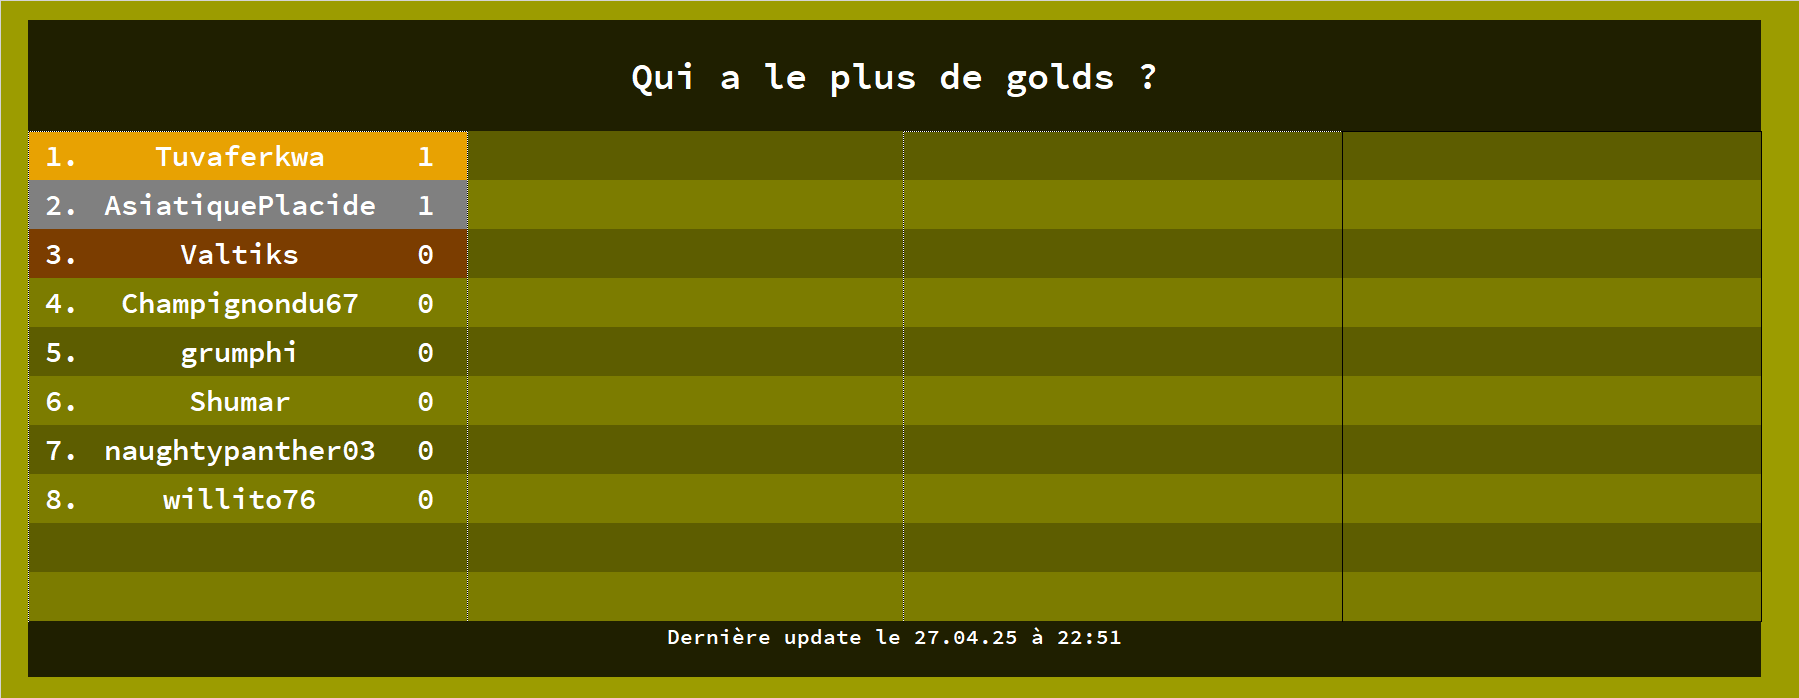 Qui a le plus de golds ?
1. Tuvaferkwa 1
2. AsiatiquePlacide 1
3. Valtiks 0
4. Champignondu67 0
5. grumphi 0
6. Shumar 0
7. naughtypanther03 0
8. willito76 0
Dernière update le 27.04.25 à 22:51